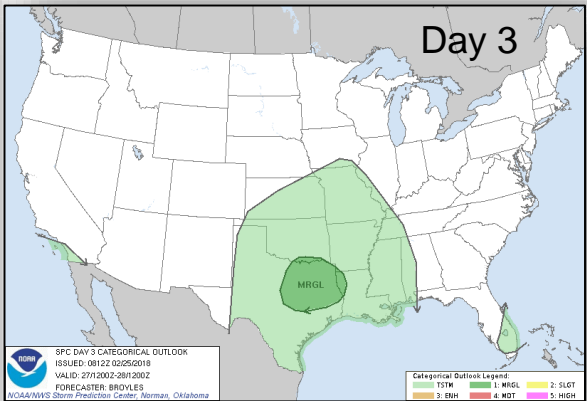 Day 3
MRGL
NOAA
SPC DAY 3 CATEGORICAL OUTLOOK
ISSUED: 0812Z 02/25/2018
VALID: 27/1200Z-28/1200Z
FORECASTER: BROYLES
NOAA/NWS Storm Prediction Center, Norman, Oklahoma
Categorical Outlook Legend:
TSTM 1: MRGL 2: SLGT
3: ENH 4: MDT 5: HIGH